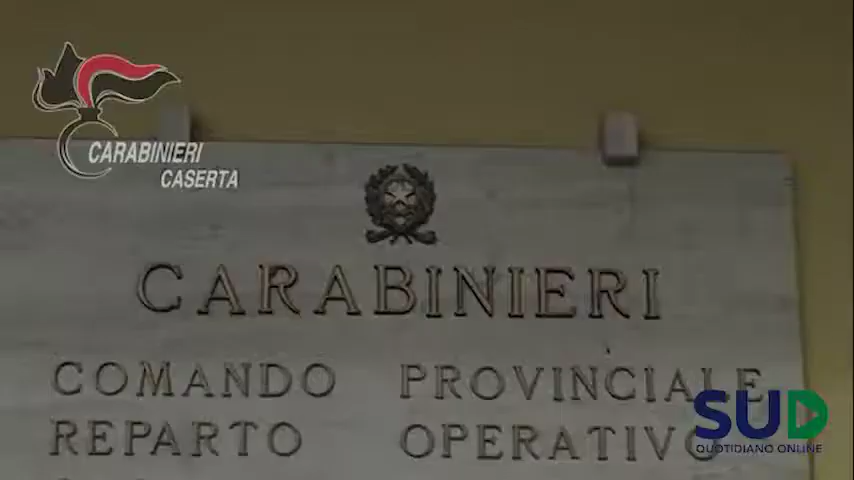 CARABINIERI
CASERTA
CARABINIERI
COMANDO PROVINCIALE
REPARTO OPERATIVO
SUD
QUOTIDIANO ONLINE